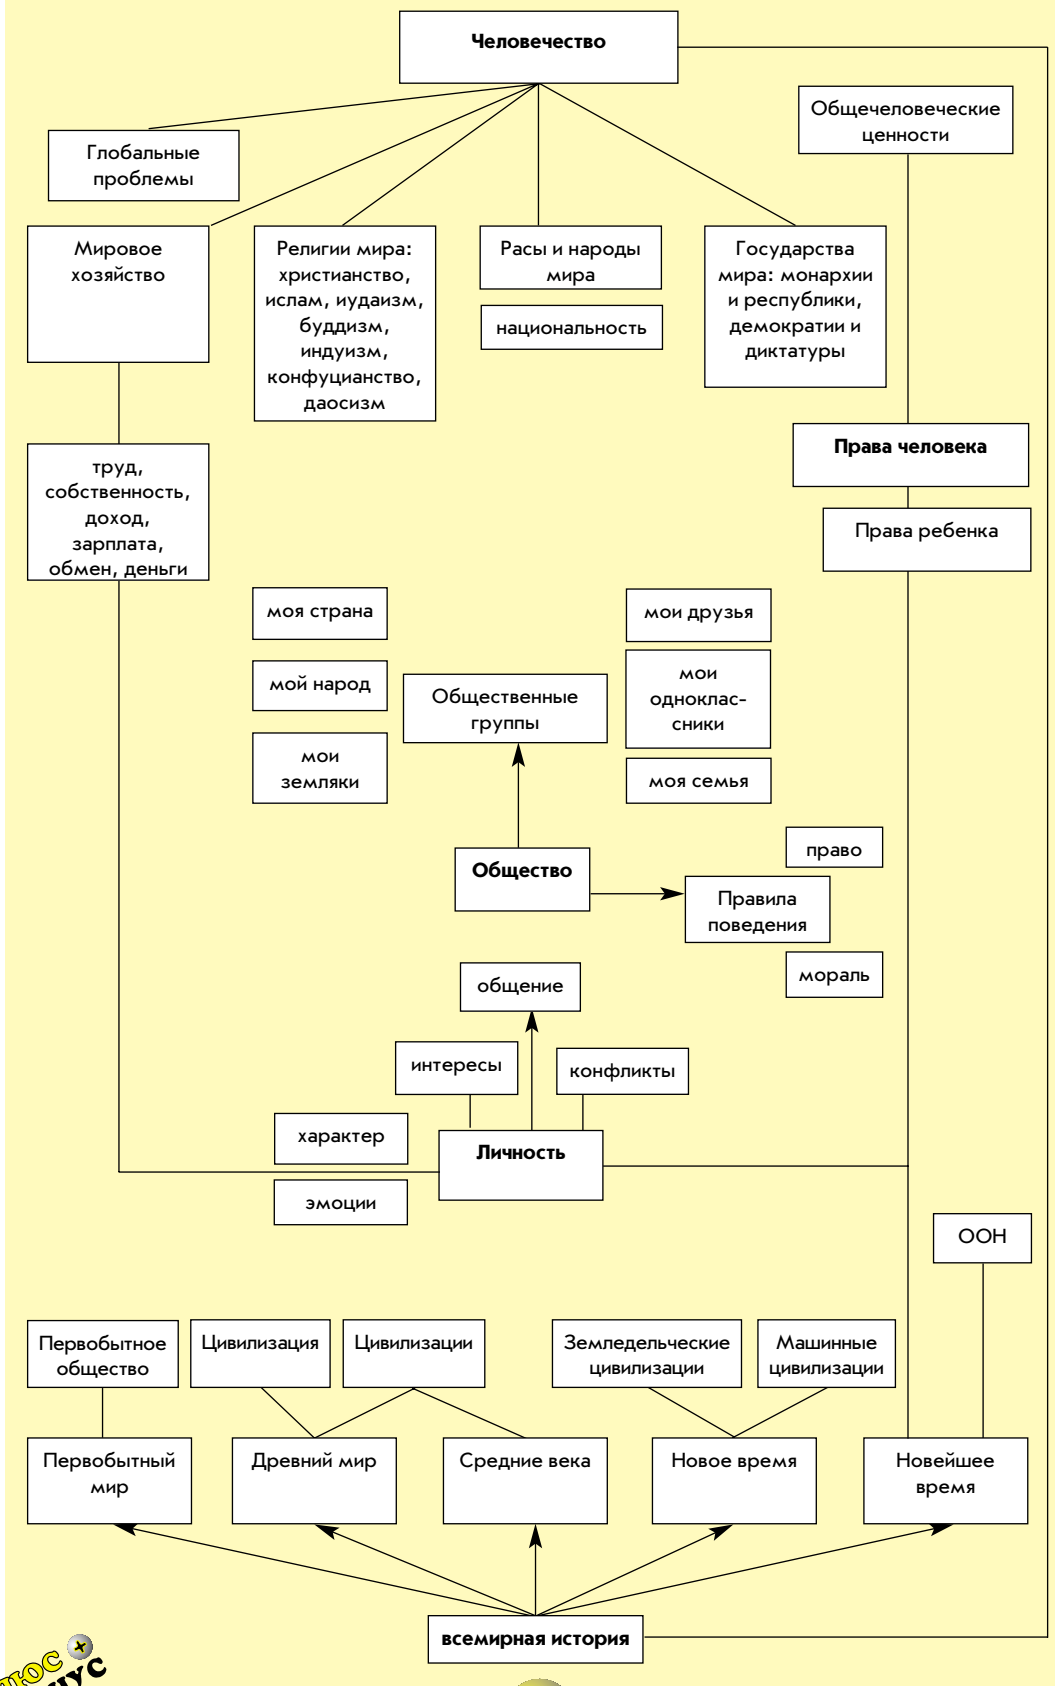 Человечество
Общечеловеческие
ценности
Глобальные
проблемы
Мировое
хозяйство
Религии мира:
христианство,
ислам, иудаизм,
буддизм,
индуизм,
конфуцианство,
даосизм
Расы и народы
мира
национальность
Государства
мира: монархии
и республики,
демократии и
диктатуры
Права человека
труд,
собственность,
доход,
зарплата,
обмен, деньги
Права ребенка
моя страна
мой народ
мои
земляки
Общественные
группы
мои друзья
мои
одноклас-
сники
моя семья
Общество
право
Правила
поведения
мораль
общение
интересы
конфликты
характер
Личность
эмоции
ООН
Первобытное
общество
Цивилизация
Цивилизации
Земледельческие
цивилизации
Машинные
цивилизации
Первобытный
мир
Древний мир
Средние века
Новое время
Новейшее
время
всемирная история